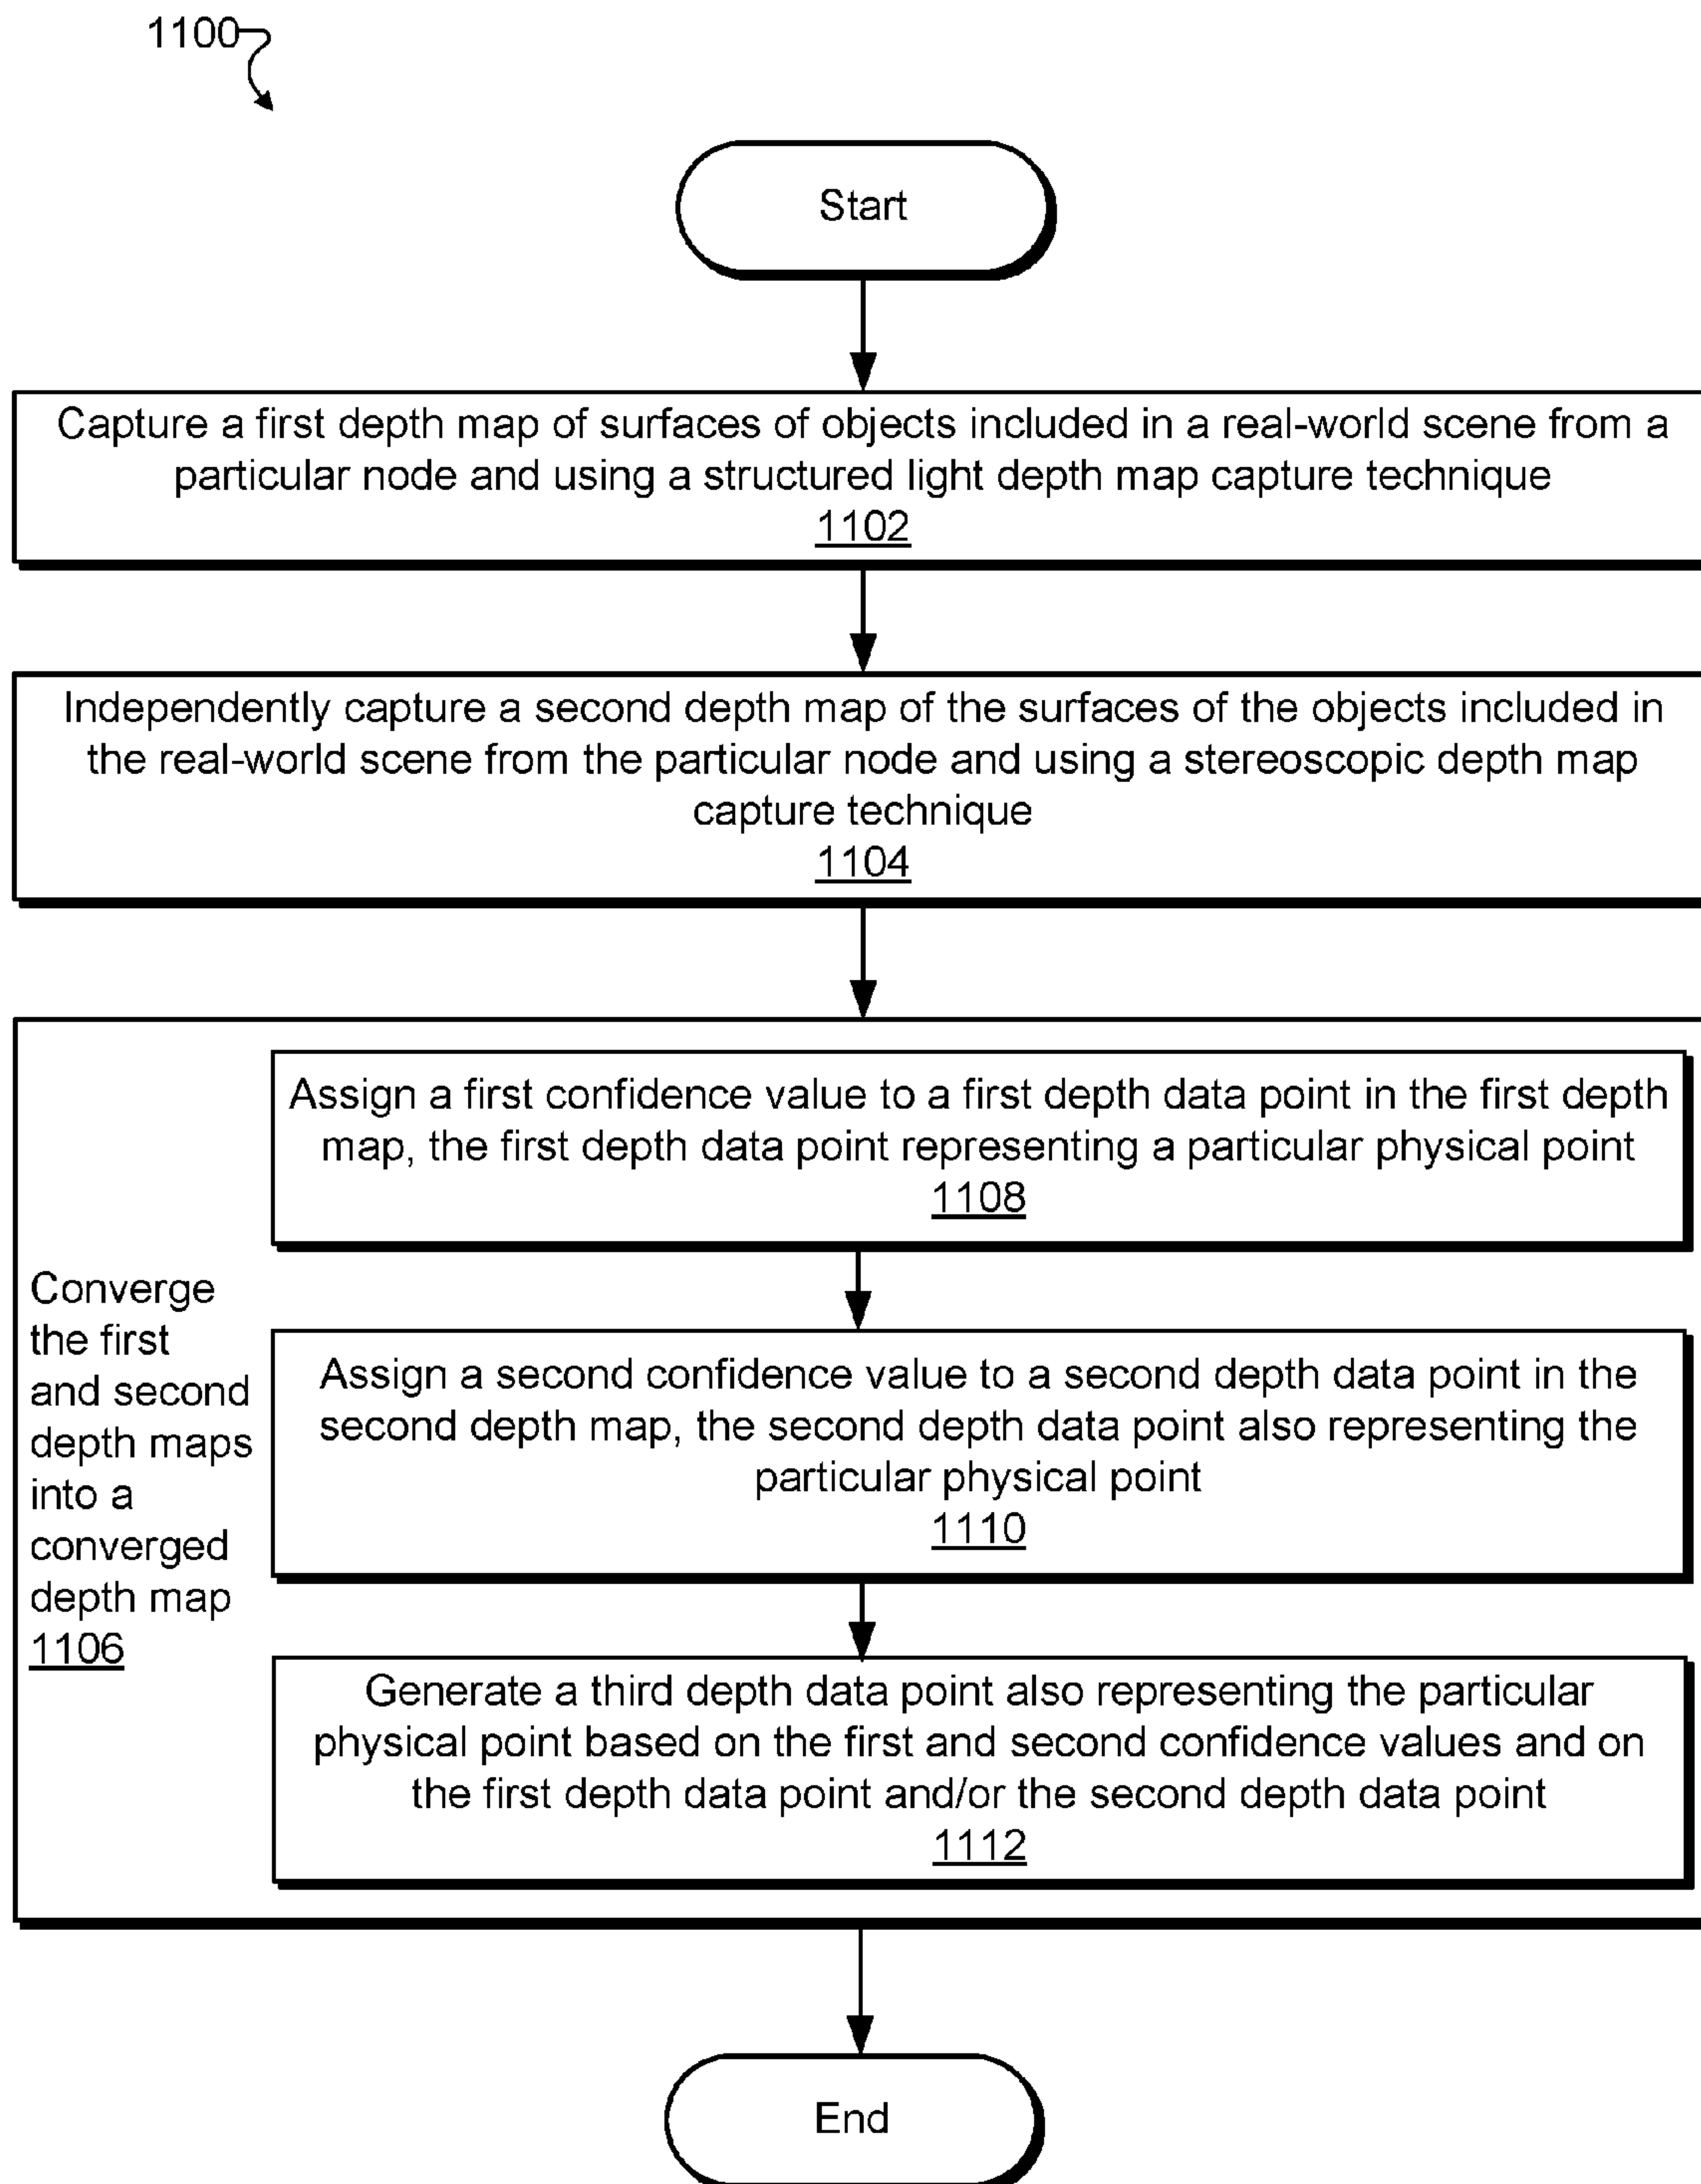 1100
Start
Capture a first depth map of surfaces of objects included in a real-world scene from a
particular node and using a structured light depth map capture technique
1102
Independently capture a second depth map of the surfaces of the objects included in
the real-world scene from the particular node and using a stereoscopic depth map
capture technique
1104
Converge
the first
and second
depth maps
into a
converged
depth map
1106
Assign a first confidence value to a first depth data point in the first depth
map, the first depth data point representing a particular physical point
1108
Assign a second confidence value to a second depth data point in the
second depth map, the second depth data point also representing the
particular physical point
1110
Generate a third depth data point also representing the particular
physical point based on the first and second confidence values and on
the first depth data point and/or the second depth data point
1112
End